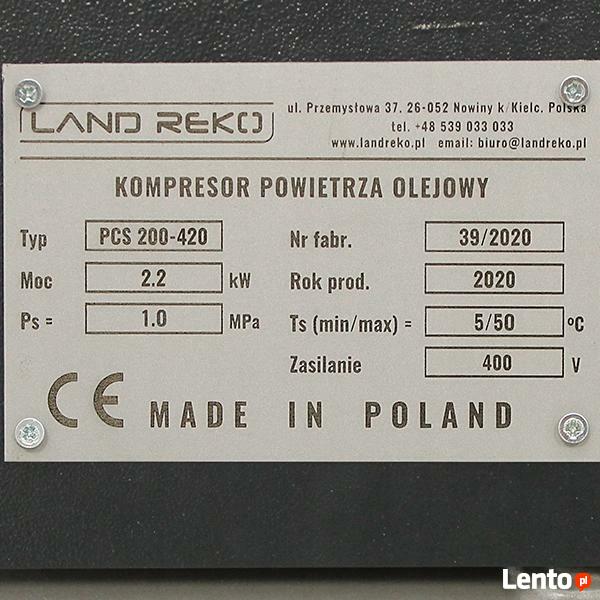 LAND REKO
ul. Przemysłowa 37. 26-052 Nowiny k/Kielc. Polska
tel. +48 539 033 033
www.landreko.pl email: biuro@landreko.pl
KOMPRESOR POWIETRZA OLEJOWY
Typ PCS 200-420 Nr fabr. 39/2020
Moc 2.2 kW Rok prod. 2020
Ps = 1.0 MPa Ts (min/max) = 5/50 ºC
Zasilanie 400 V
CE MADE IN POLAND
Lento.pl